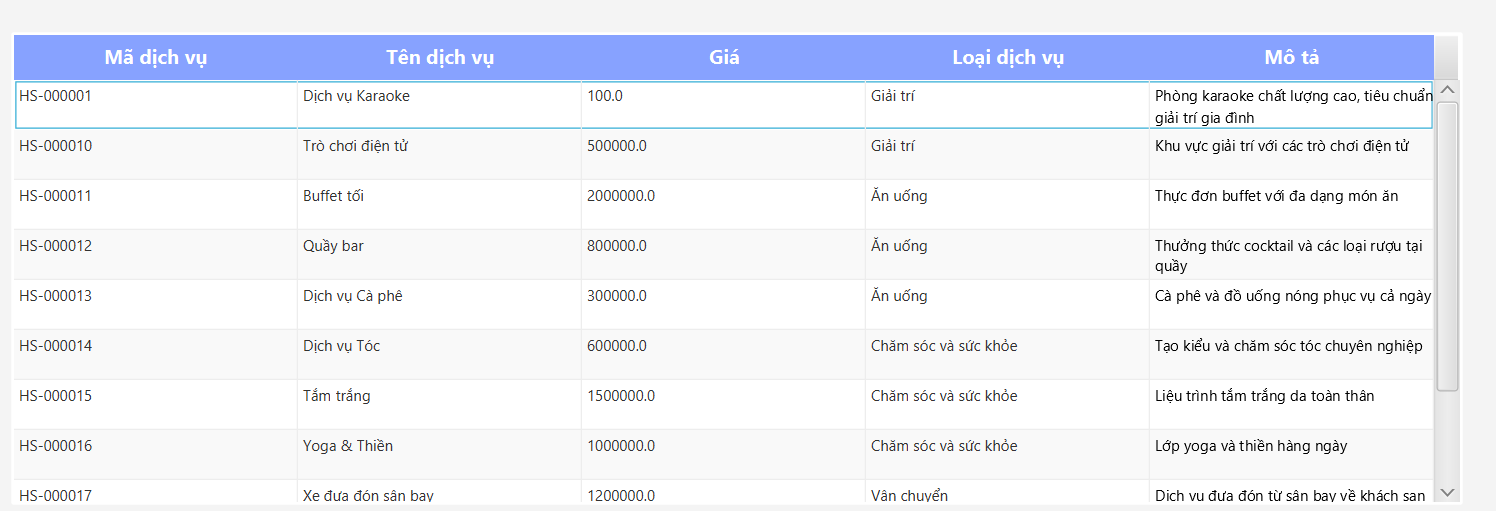 Mã dịch vụ Tên dịch vụ Giá Loại dịch vụ Mô tả
HS-000001 Dịch vụ Karaoke 100.0 Giải trí Phòng karaoke chất lượng cao, tiêu chuẩn
giải trí gia đình
HS-000010 Trò chơi điện tử 500000.0 Giải trí Khu vực giải trí với các trò chơi điện tử
HS-000011 Buffet tối 2000000.0 Ăn uống Thực đơn buffet với đa dạng món ăn
HS-000012 Quầy bar 800000.0 Ăn uống Thưởng thức cocktail và các loại rượu tại
quầy
HS-000013 Dịch vụ Cà phê 300000.0 Ăn uống Cà phê và đồ uống nóng phục vụ cả ngày
HS-000014 Dịch vụ Tóc 600000.0 Chăm sóc và sức khỏe Tạo kiểu và chăm sóc tóc chuyên nghiệp
HS-000015 Tắm trắng 1500000.0 Chăm sóc và sức khỏe Liệu trình tắm trắng da toàn thân
HS-000016 Yoga & Thiền 1000000.0 Chăm sóc và sức khỏe Lớp yoga và thiền hàng ngày
HS-000017 Xe đưa đón sân bay 1200000.0 Vận chuyển Dịch vụ đưa đón từ sân bay về khách sạn